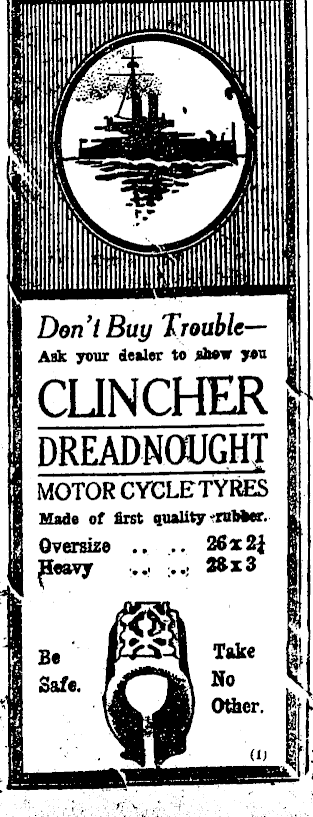 Don't Buy Trouble—
Ask your dealer to show you
CLINCHER
DREADNOUGHT
MOTOR CYCLE TYRES
Made of first quality rubber.
Oversize .. .. 26 x 2¼
Heavy .. .. 28 x 3
Be Take
Safe. No
Other.
(1)